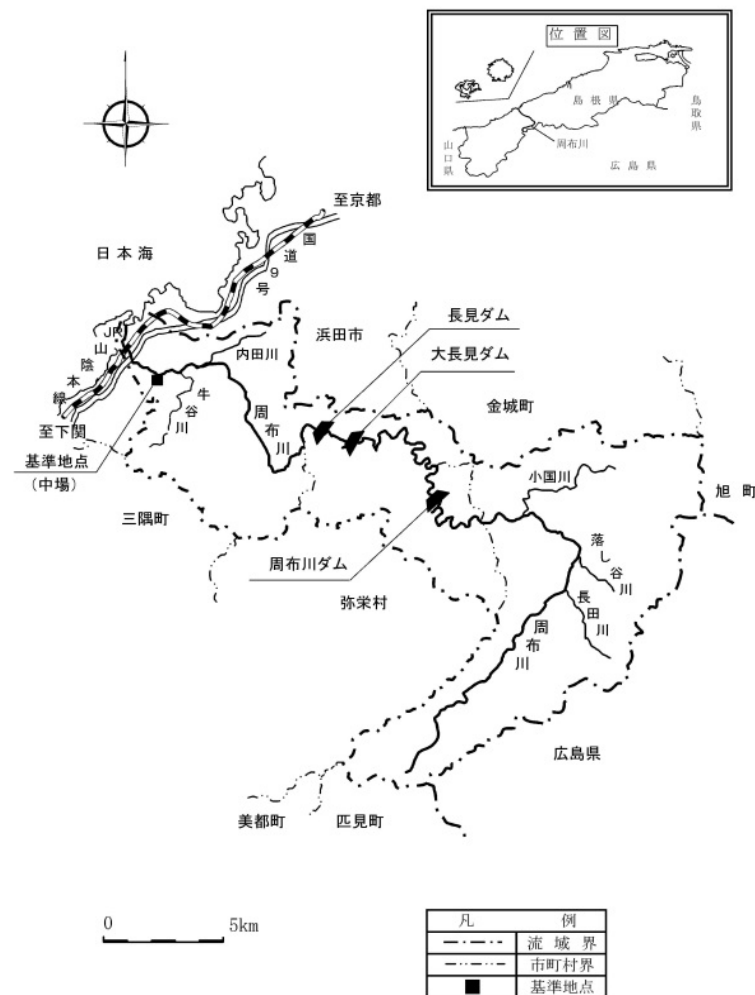 位置図
島根県
鳥取県
周布川
山口県
広島県
至京都
国道9号
日本海
JR山陰本線
浜田市
長見ダム
大長見ダム
内田川
牛谷川
周布川
金城町
至下関
基準地点
(中場)
小国川
旭町
三隅町
落し谷川
周布川ダム
長田川
弥栄村
周布川
広島県
美都町
匹見町
0 5km
凡例
流域界
市町村界
基準地点